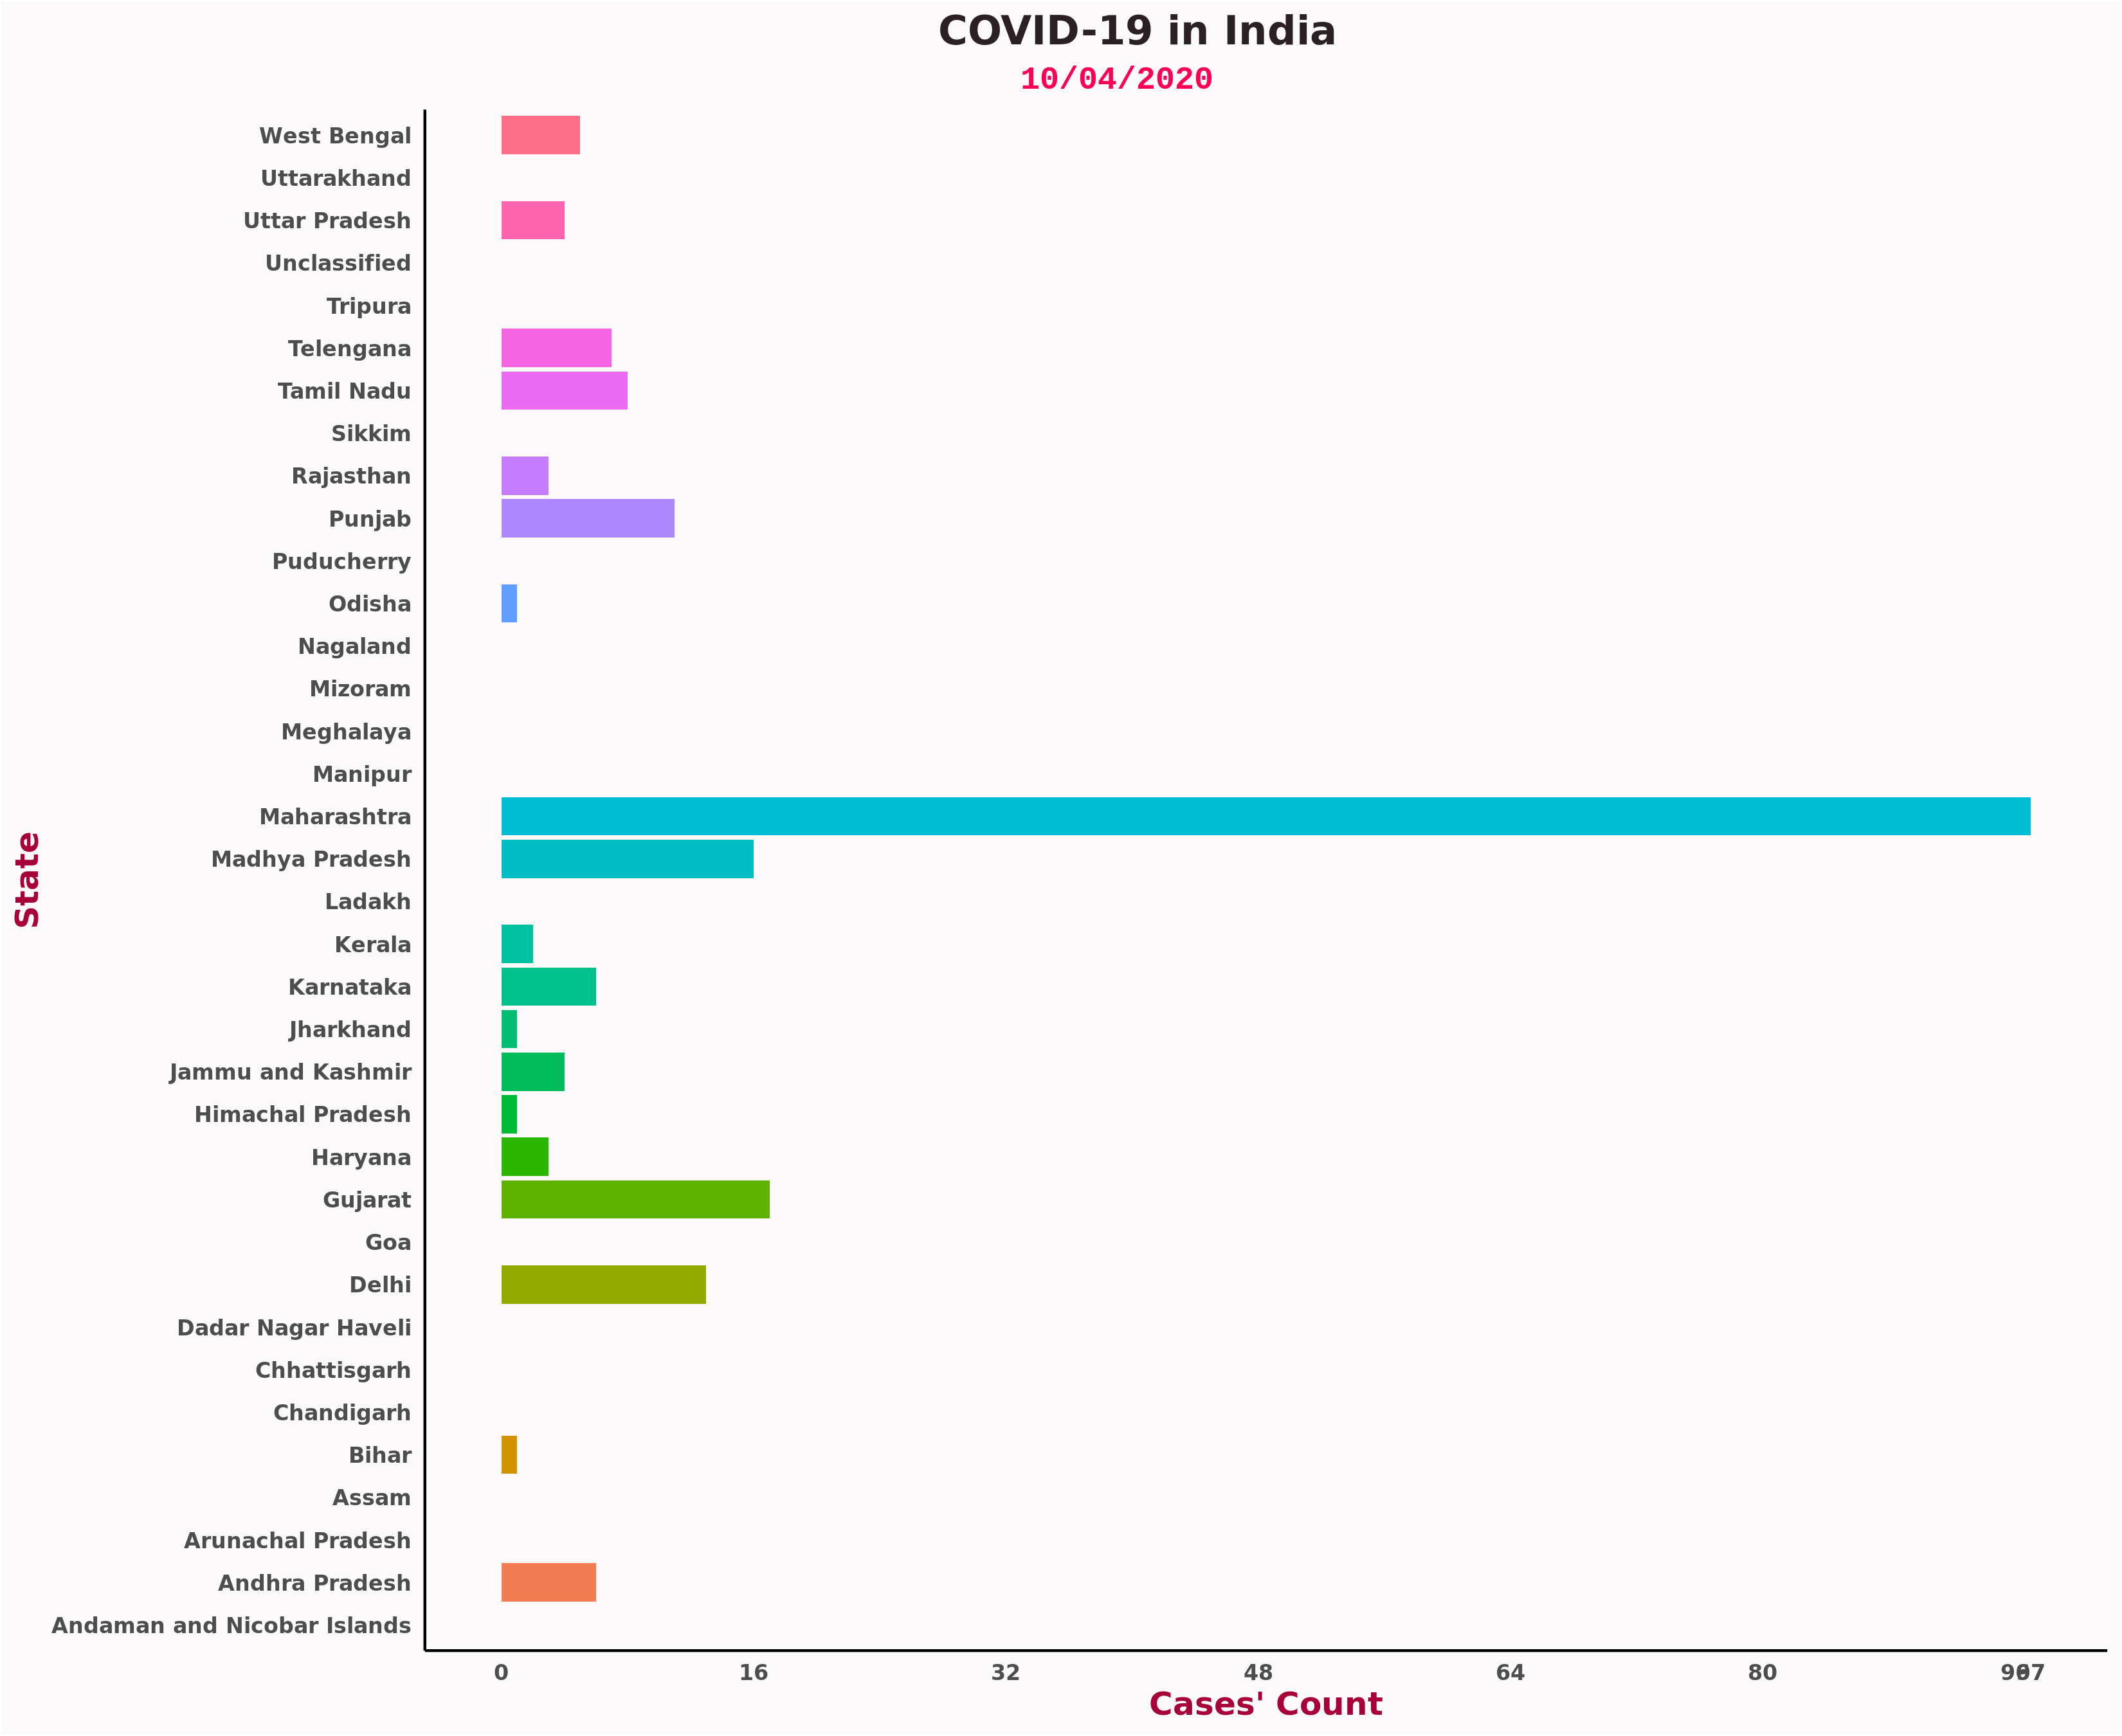 COVID-19 in India
10/04/2020
West Bengal
Uttarakhand
Uttar Pradesh
Unclassified
Tripura
Telengana
Tamil Nadu
Sikkim
Rajasthan
Punjab
Puducherry
Odisha
Nagaland
Mizoram
Meghalaya
Manipur
Maharashtra
Madhya Pradesh
Ladakh
Kerala
Karnataka
Jharkhand
Jammu and Kashmir
Himachal Pradesh
Haryana
Gujarat
Goa
Delhi
Dadar Nagar Haveli
Chhattisgarh
Chandigarh
Bihar
Assam
Arunachal Pradesh
Andhra Pradesh
Andaman and Nicobar Islands
State
0 16 32 48 64 80 96 97
Cases' Count